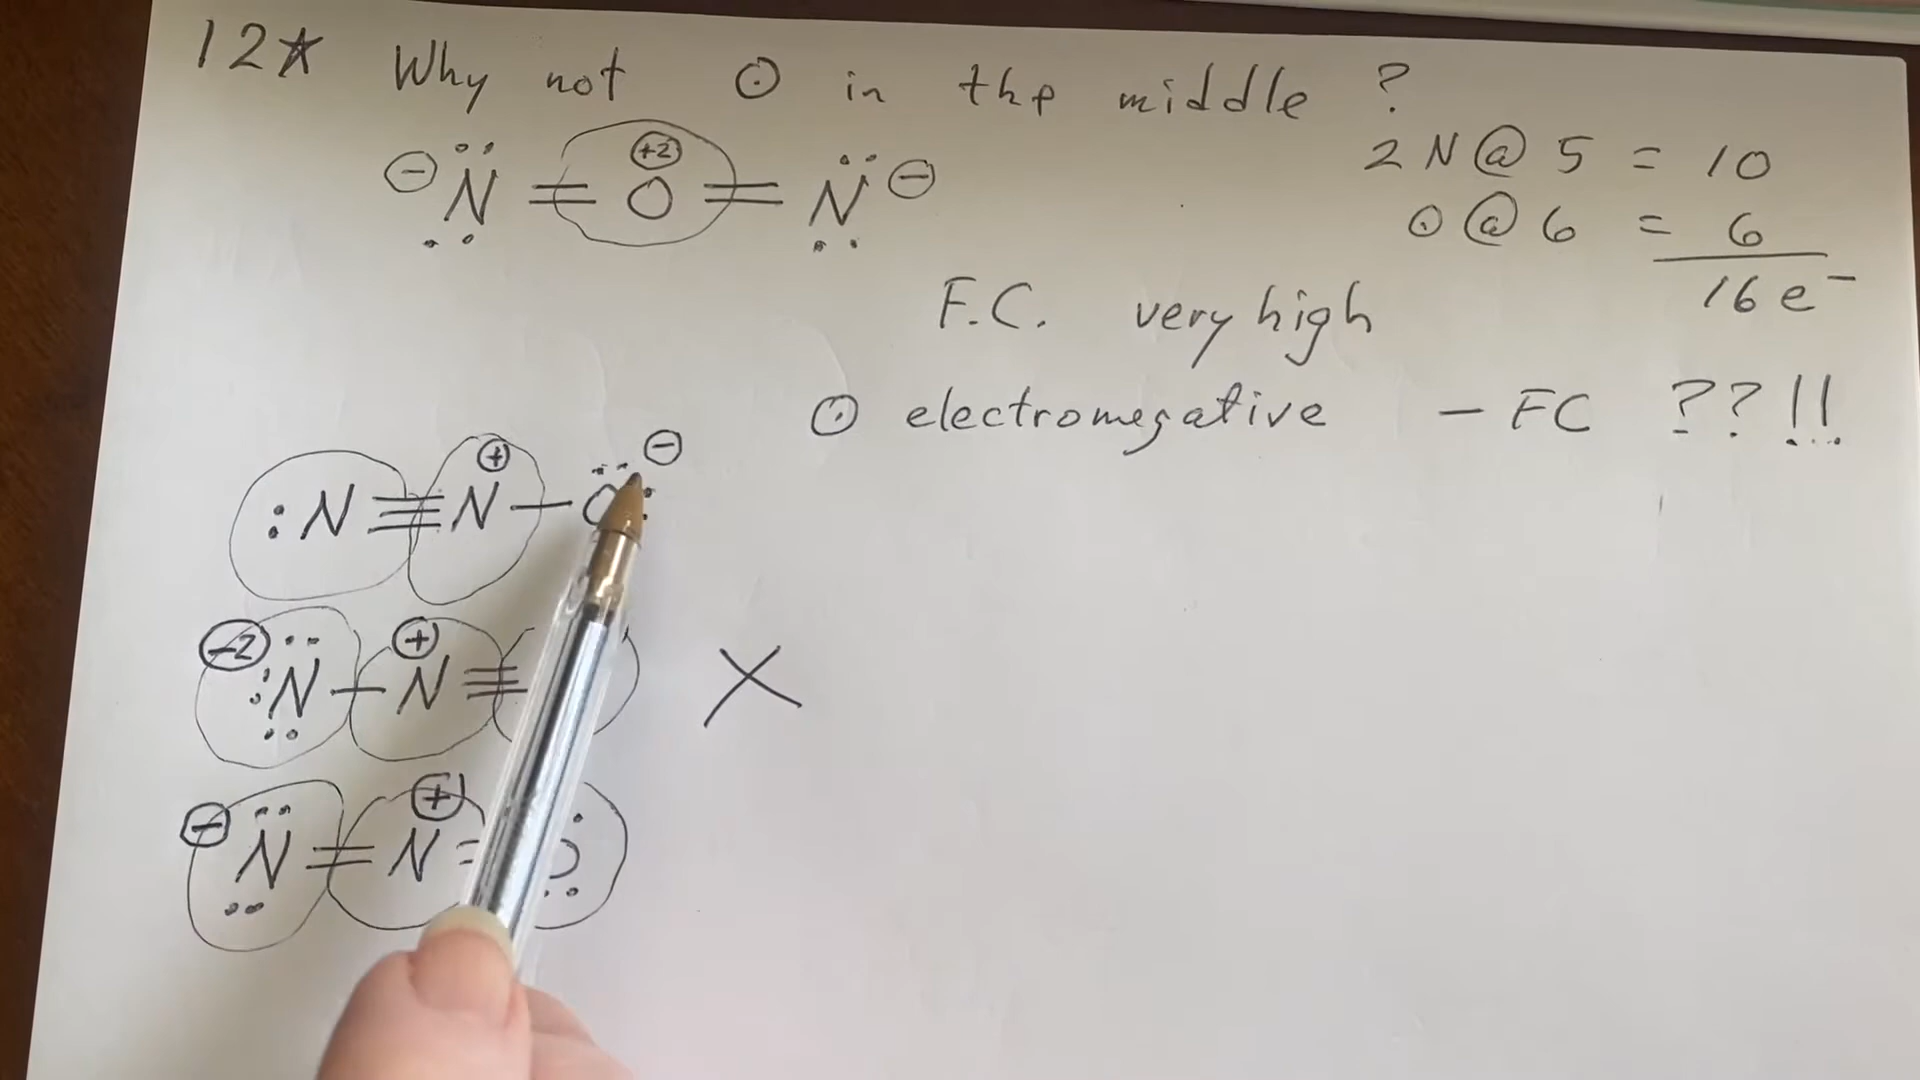 12* Why not O in the middle ?
⊖ N = O = N ⊖
+2
2 N @ 5 = 10
O @ 6 = 6
16 e⁻
F.C. very high
O electronegative – FC ??!!
:N≡N–O
+ −
−2 :N–N≡
+
X
− N=N=
+